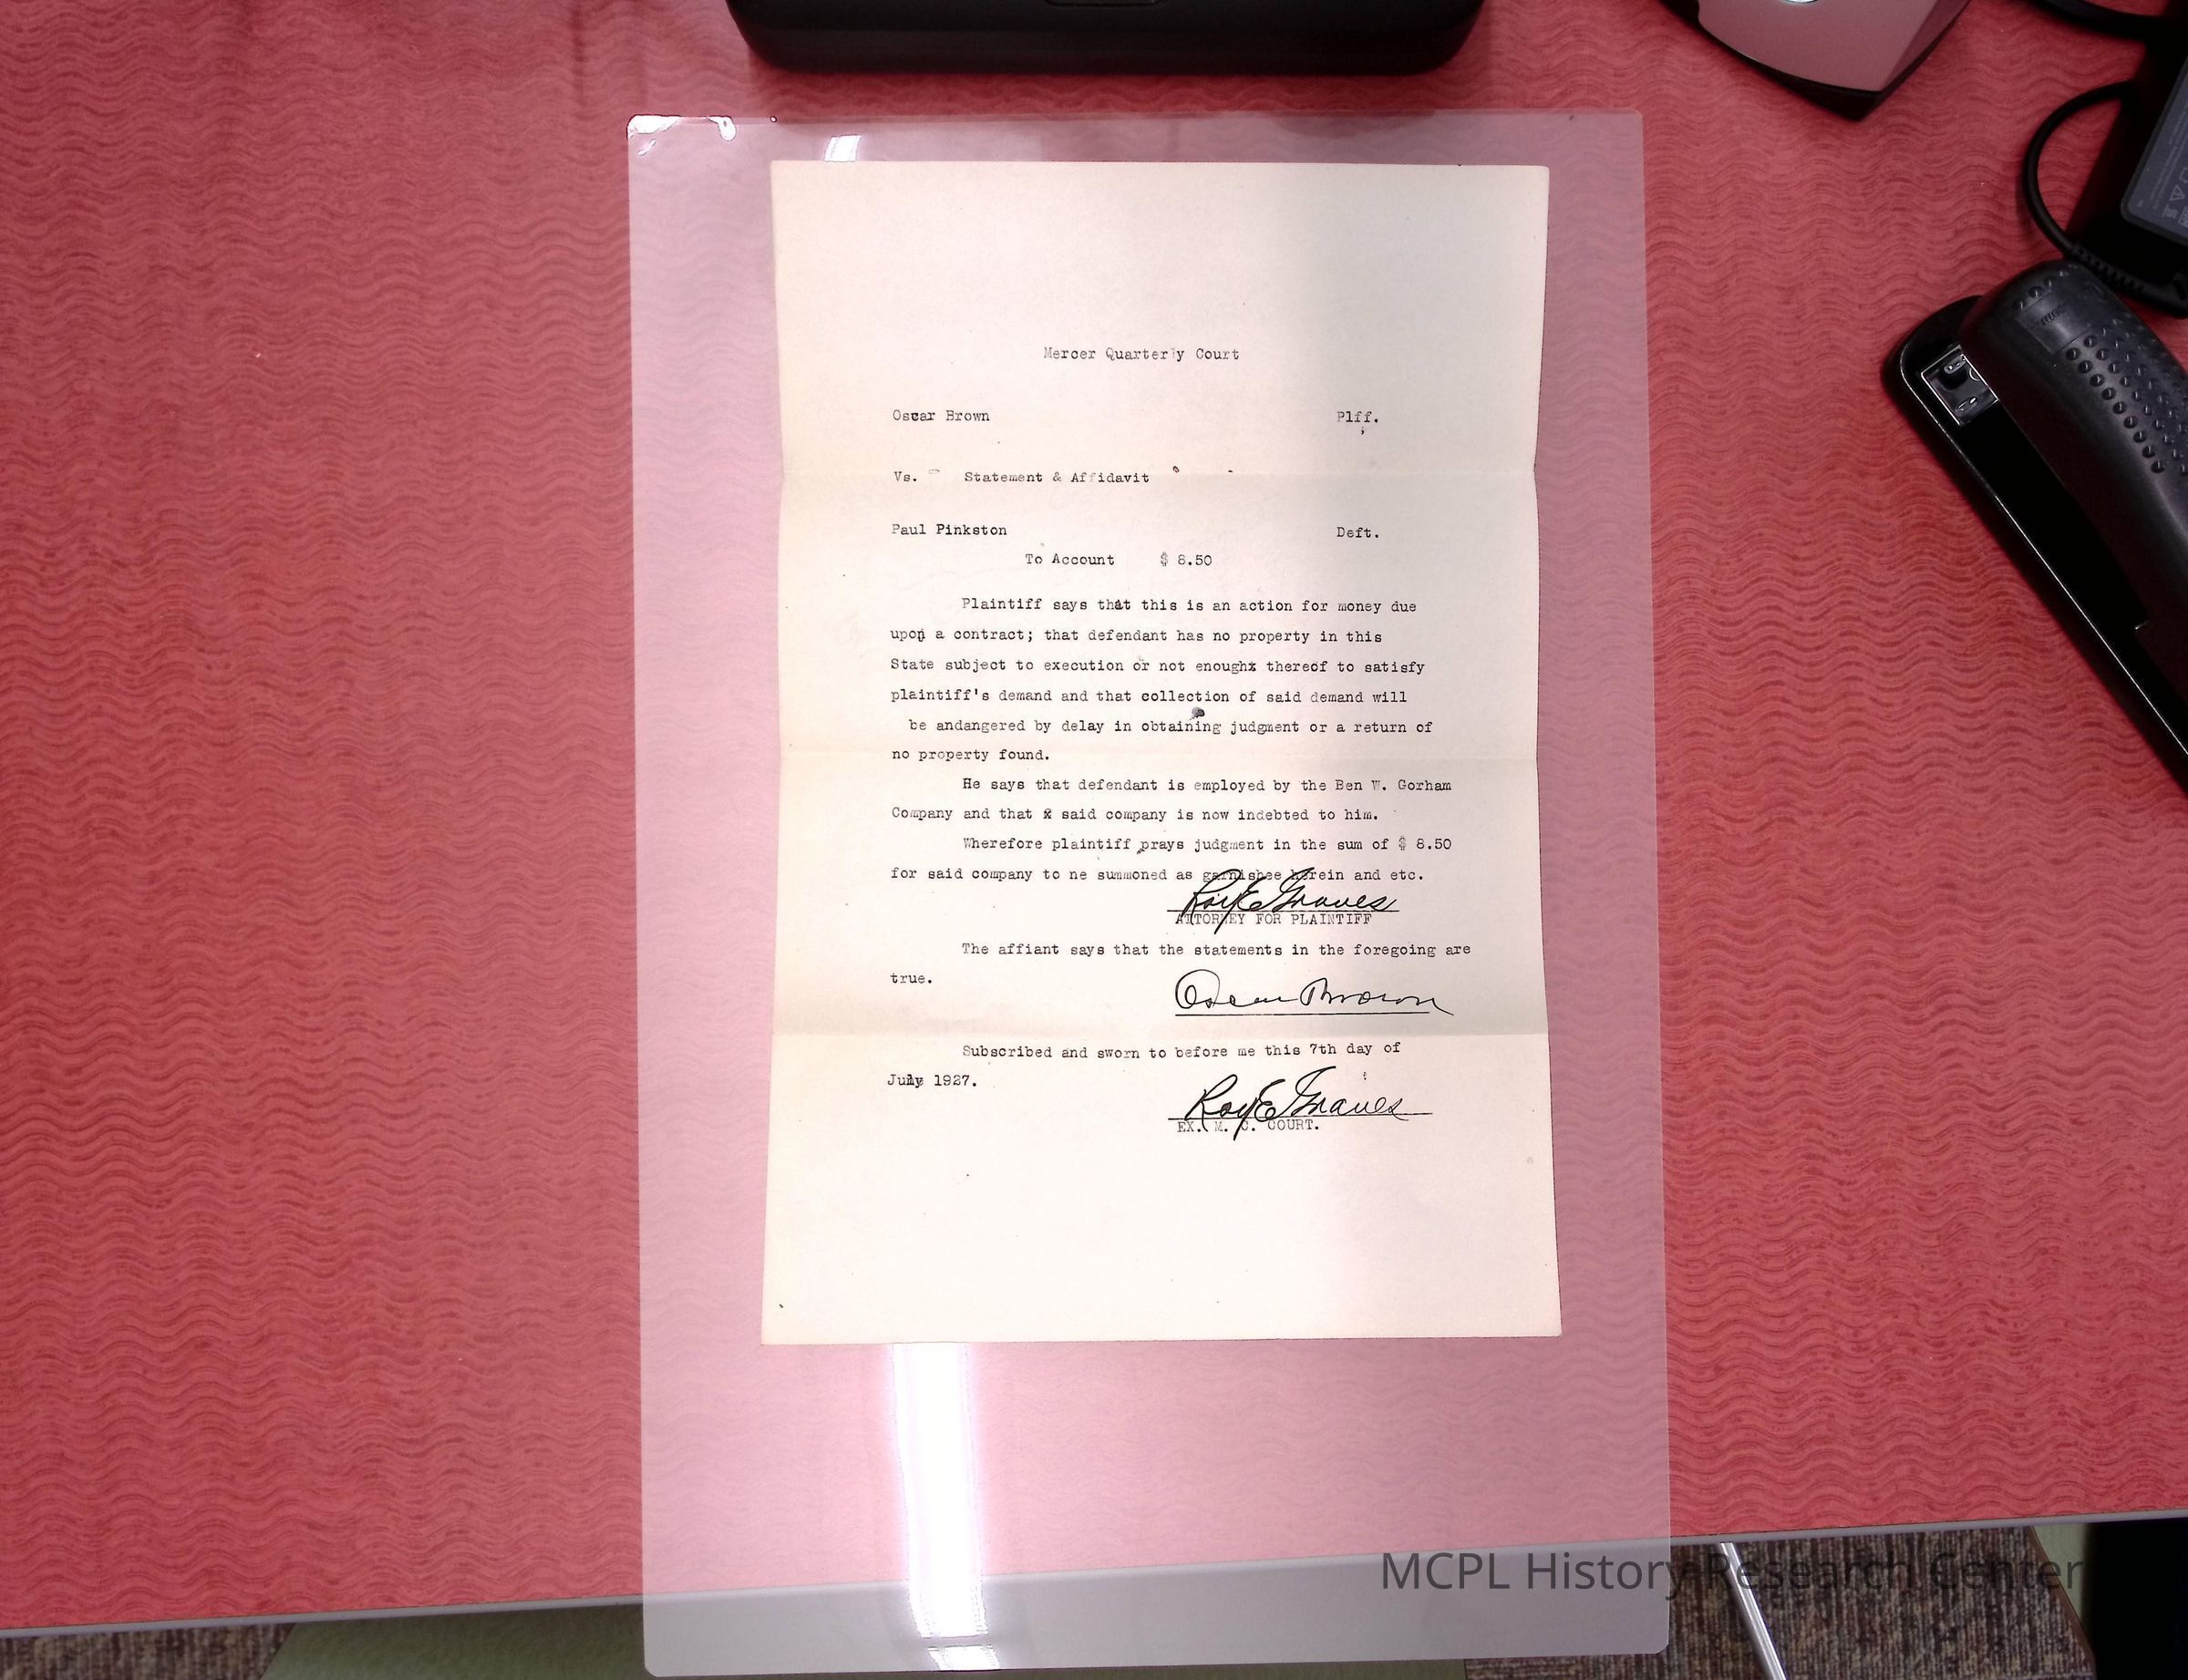 Mercer Quarterly Court
Oscar Brown Plff.
Vs. Statement & Affidavit
Paul Pinkston Deft.
To Account $ 8.50
Plaintiff says that this is an action for money due
upon a contract; that defendant has no property in this
State subject to execution or not enoughx thereof to satisfy
plaintiff's demand and that collection of said demand will
be andangered by delay in obtaining judgment or a return of
no property found.
He says that defendant is employed by the Ben W. Gorham
Company and that x said company is now indebted to him.
Wherefore plaintiff prays judgment in the sum of $ 8.50
for said company to ne summoned as garnishee herein and etc.
Roy E Graves
ATTORNEY FOR PLAINTIFF
The affiant says that the statements in the foregoing are
true.
Oscar Brown
Subscribed and sworn to before me this 7th day of
July 1927.
Roy E Graves
EX. M. C. COURT.
MCPL History Research Center